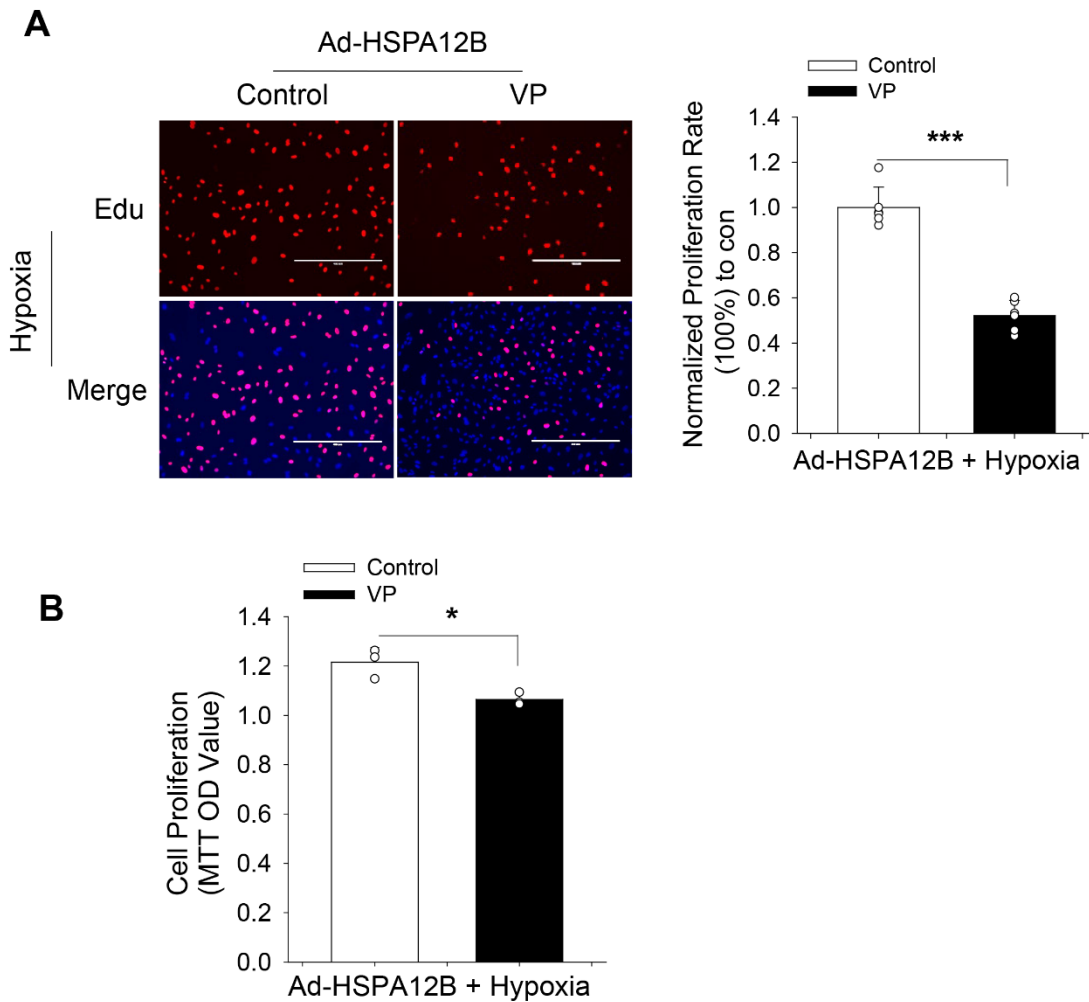 A
Ad-HSPA12B
Control
VP
Hypoxia
Edu
Merge
Control
VP
Normalized Proliferation Rate
(100%) to con
1.4
1.2
1.0
0.8
0.6
0.4
0.2
0.0
***
Ad-HSPA12B + Hypoxia
B
Control
VP
Cell Proliferation
(MTT OD Value)
1.4
1.2
1.0
0.8
0.6
0.4
0.2
0.0
*
Ad-HSPA12B + Hypoxia